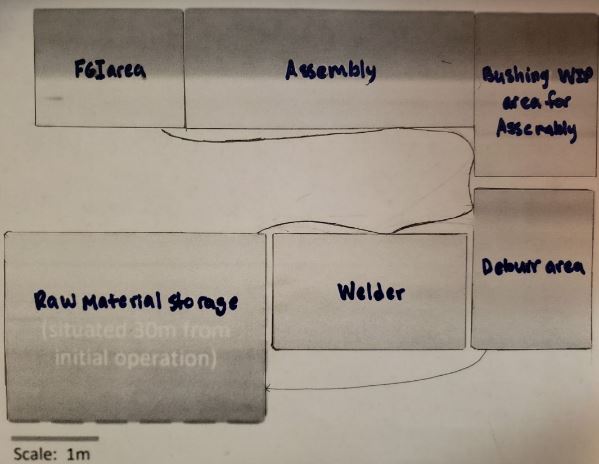 FGI area
Assembly
Bushing WIP
area for
Assembly
Raw Material Storage
(situated 30m from
initial operation)
Welder
Deburr area
Scale: 1m